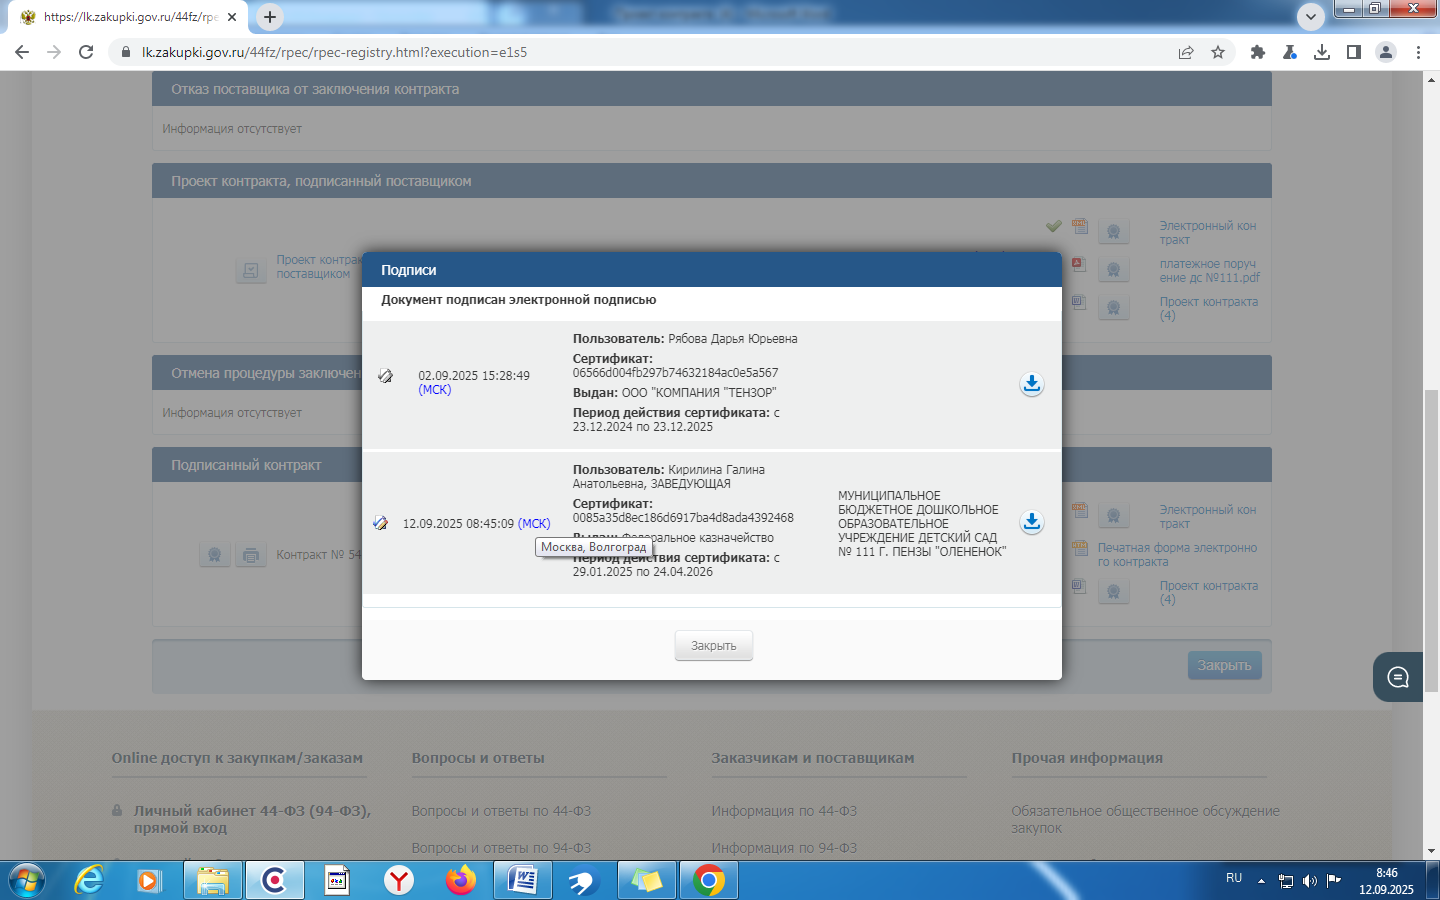 https://lk.zakupki.gov.ru/44fz/rpe
lk.zakupki.gov.ru/44fz/rpec/rpec-registry.html?execution=e1s5
Отказ поставщика от заключения контракта
Информация отсутствует
Проект контракта, подписанный поставщиком
Проект контрак
поставщиком
Электронный кон
тракт
платежное поруч
ение дс №111.pdf
Проект контракта
(4)
Подписи
Документ подписан электронной подписью
02.09.2025 15:28:49
(МСК)
Пользователь: Рябова Дарья Юрьевна
Сертификат:
06566d004fb297b74632184ac0e5a567
Выдан: ООО "КОМПАНИЯ "ТЕНЗОР"
Период действия сертификата: с
23.12.2024 по 23.12.2025
12.09.2025 08:45:09 (МСК)
Пользователь: Кирилина Галина
Анатольевна, ЗАВЕДУЮЩАЯ
Сертификат:
0085a35d8ec186d6917ba4d8ada4392468
Федеральное казначейство
Москва, Волгоград
Период действия сертификата: с
29.01.2025 по 24.04.2026
МУНИЦИПАЛЬНОЕ
БЮДЖЕТНОЕ ДОШКОЛЬНОЕ
ОБРАЗОВАТЕЛЬНОЕ
УЧРЕЖДЕНИЕ ДЕТСКИЙ САД
№ 111 Г. ПЕНЗЫ "ОЛЕНЕНОК"
Закрыть
Отмена процедуры заключен
Информация отсутствует
Подписанный контракт
Контракт № 54
Электронный кон
тракт
Печатная форма электронно
го контракта
Проект контракта
(4)
Закрыть
Online доступ к закупкам/заказам
Личный кабинет 44-ФЗ (94-ФЗ),
прямой вход
Вопросы и ответы
Вопросы и ответы по 44-ФЗ
Вопросы и ответы по 94-ФЗ
Заказчикам и поставщикам
Информация по 44-ФЗ
Информация по 94-ФЗ
Прочая информация
Обязательное общественное обсуждение
закупок
RU
8:46
12.09.2025